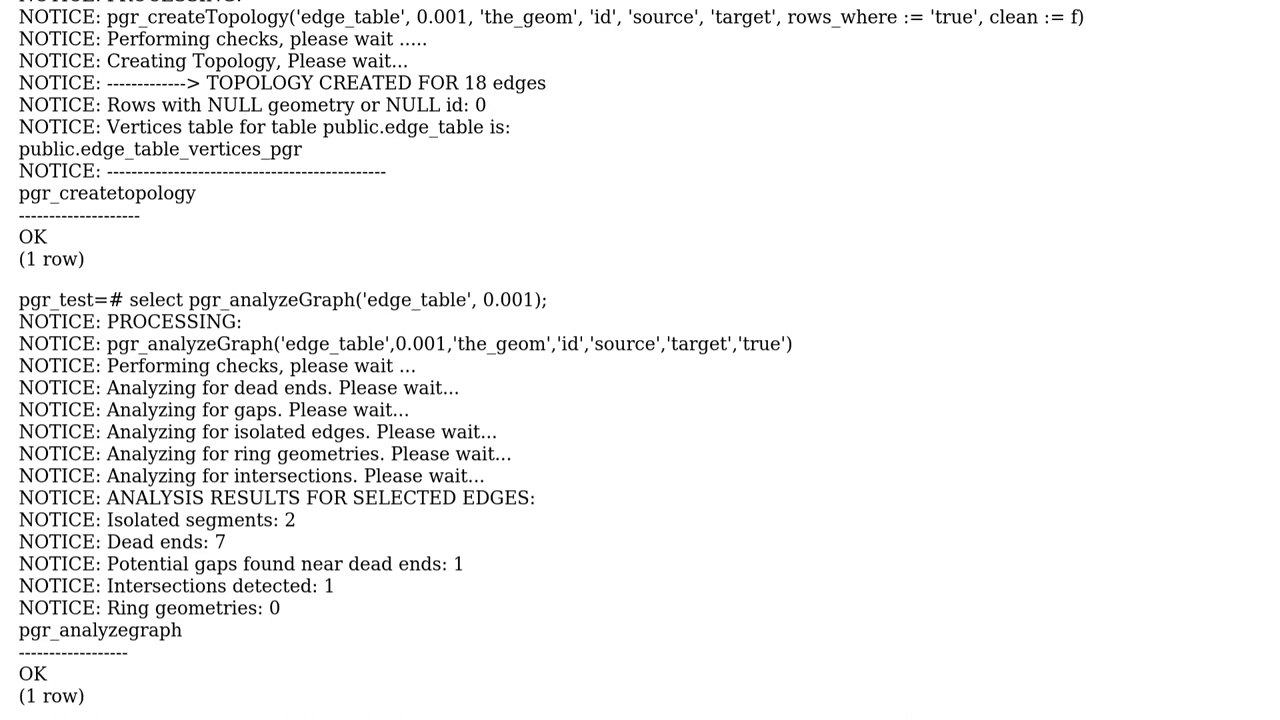 NOTICE: PROCESSING:
NOTICE: pgr_createTopology('edge_table', 0.001, 'the_geom', 'id', 'source', 'target', rows_where := 'true', clean := f)
NOTICE: Performing checks, please wait .....
NOTICE: Creating Topology, Please wait...
NOTICE: -------------> TOPOLOGY CREATED FOR 18 edges
NOTICE: Rows with NULL geometry or NULL id: 0
NOTICE: Vertices table for table public.edge_table is:
public.edge_table_vertices_pgr
NOTICE: ----------------------------------------------
pgr_createtopology
--------------------
OK
(1 row)

pgr_test=# select pgr_analyzeGraph('edge_table', 0.001);
NOTICE: PROCESSING:
NOTICE: pgr_analyzeGraph('edge_table',0.001,'the_geom','id','source','target','true')
NOTICE: Performing checks, please wait ...
NOTICE: Analyzing for dead ends. Please wait...
NOTICE: Analyzing for gaps. Please wait...
NOTICE: Analyzing for isolated edges. Please wait...
NOTICE: Analyzing for ring geometries. Please wait...
NOTICE: Analyzing for intersections. Please wait...
NOTICE: ANALYSIS RESULTS FOR SELECTED EDGES:
NOTICE: Isolated segments: 2
NOTICE: Dead ends: 7
NOTICE: Potential gaps found near dead ends: 1
NOTICE: Intersections detected: 1
NOTICE: Ring geometries: 0
pgr_analyzegraph
------------------
OK
(1 row)